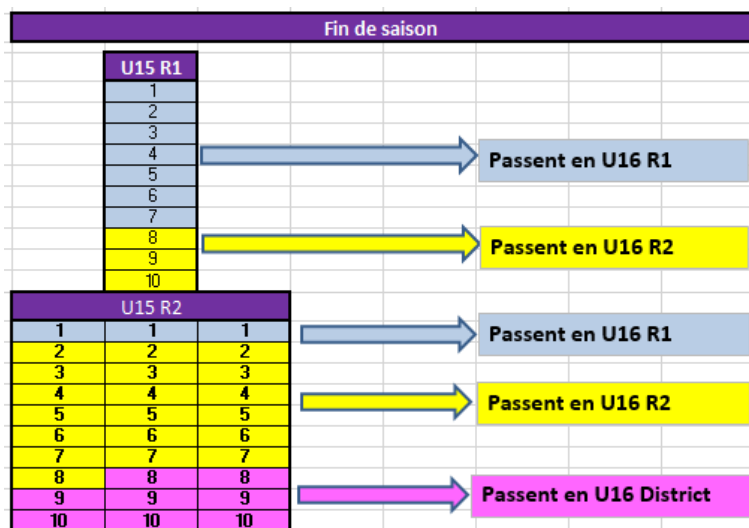 Fin de saison
U15 R1
1
2
3
4 Passent en U16 R1
5
6
7
8 Passent en U16 R2
9
10
U15 R2
1 1 1 Passent en U16 R1
2 2 2
3 3 3
4 4 4 Passent en U16 R2
5 5 5
6 6 6
7 7 7
8 8 8
9 9 9 Passent en U16 District
10 10 10